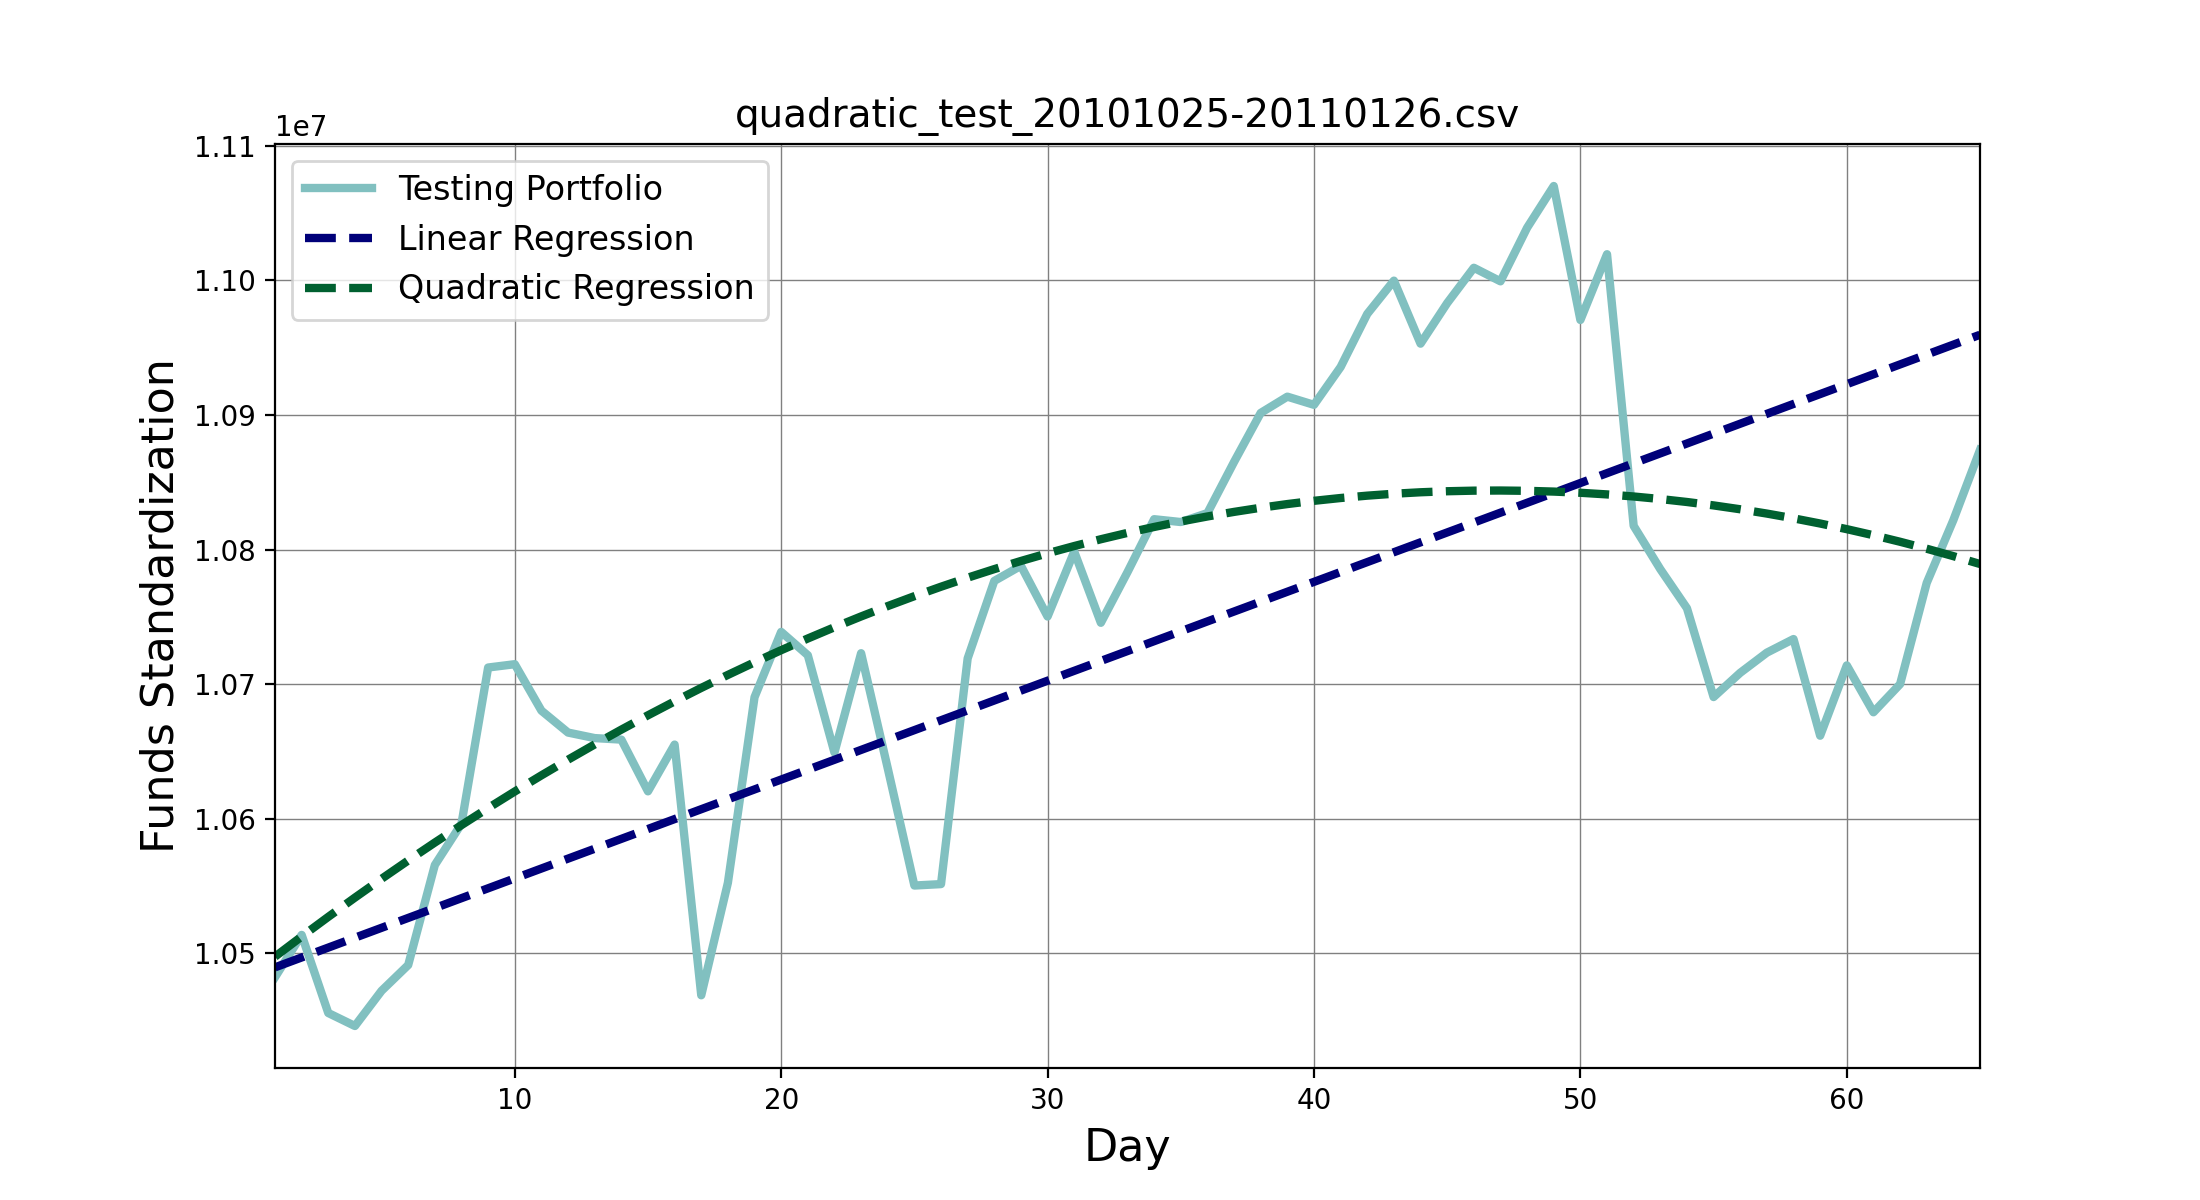 quadratic_test_20101025-20110126.csv
1e7
1.11
1.10
1.09
1.08
1.07
1.06
1.05
Testing Portfolio
Linear Regression
Quadratic Regression
Funds Standardization
10 20 30 40 50 60
Day